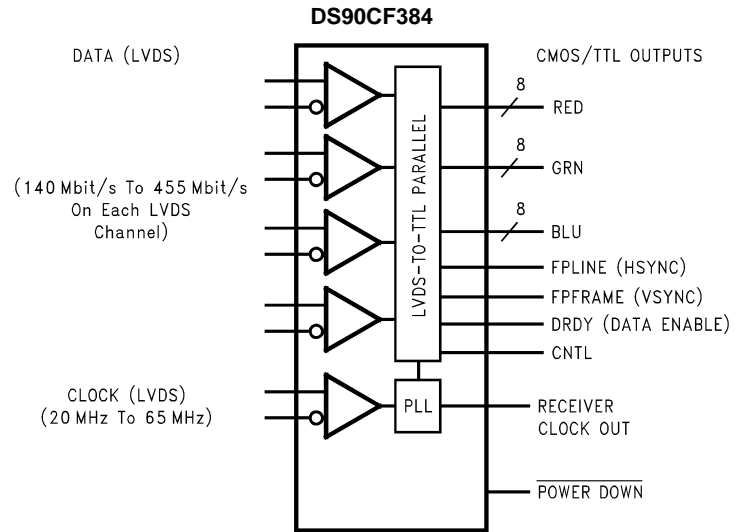 DS90CF384
DATA (LVDS)
CMOS/TTL OUTPUTS
8
RED
8
GRN
(140 Mbit/s To 455 Mbit/s
On Each LVDS
Channel)
8
BLU
LVDS-TO-TTL PARALLEL
FPLINE (HSYNC)
FPFRAME (VSYNC)
DRDY (DATA ENABLE)
CNTL
CLOCK (LVDS)
(20 MHz To 65 MHz)
PLL
RECEIVER
CLOCK OUT
POWER DOWN